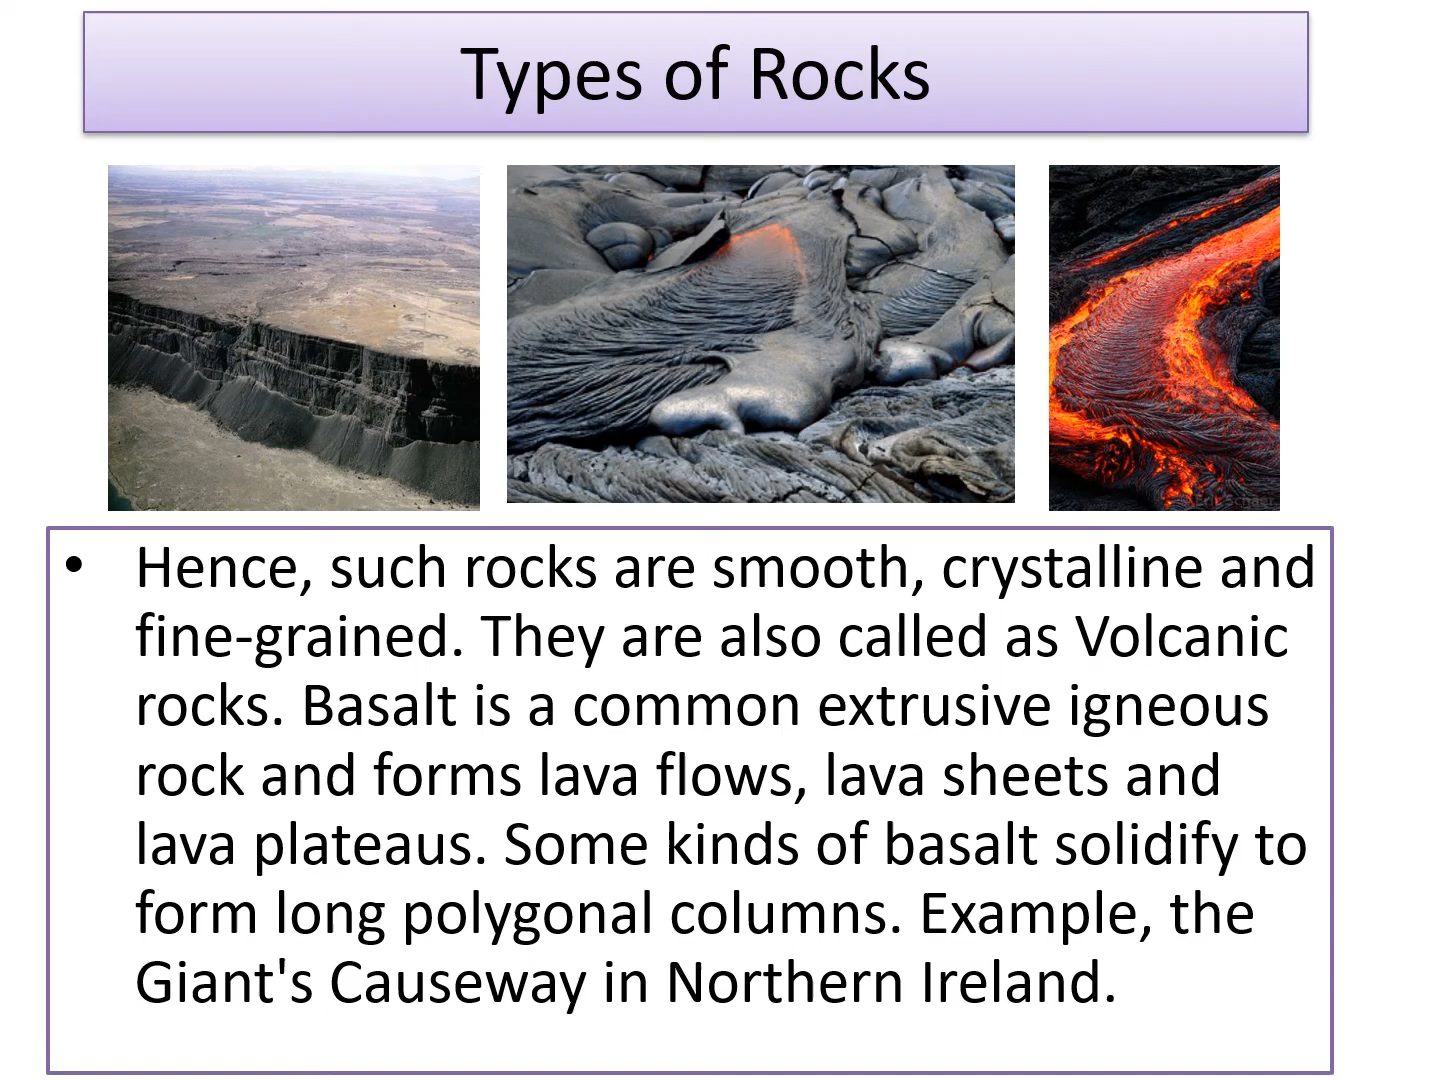 Types of Rocks
• Hence, such rocks are smooth, crystalline and
fine-grained. They are also called as Volcanic
rocks. Basalt is a common extrusive igneous
rock and forms lava flows, lava sheets and
lava plateaus. Some kinds of basalt solidify to
form long polygonal columns. Example, the
Giant's Causeway in Northern Ireland.